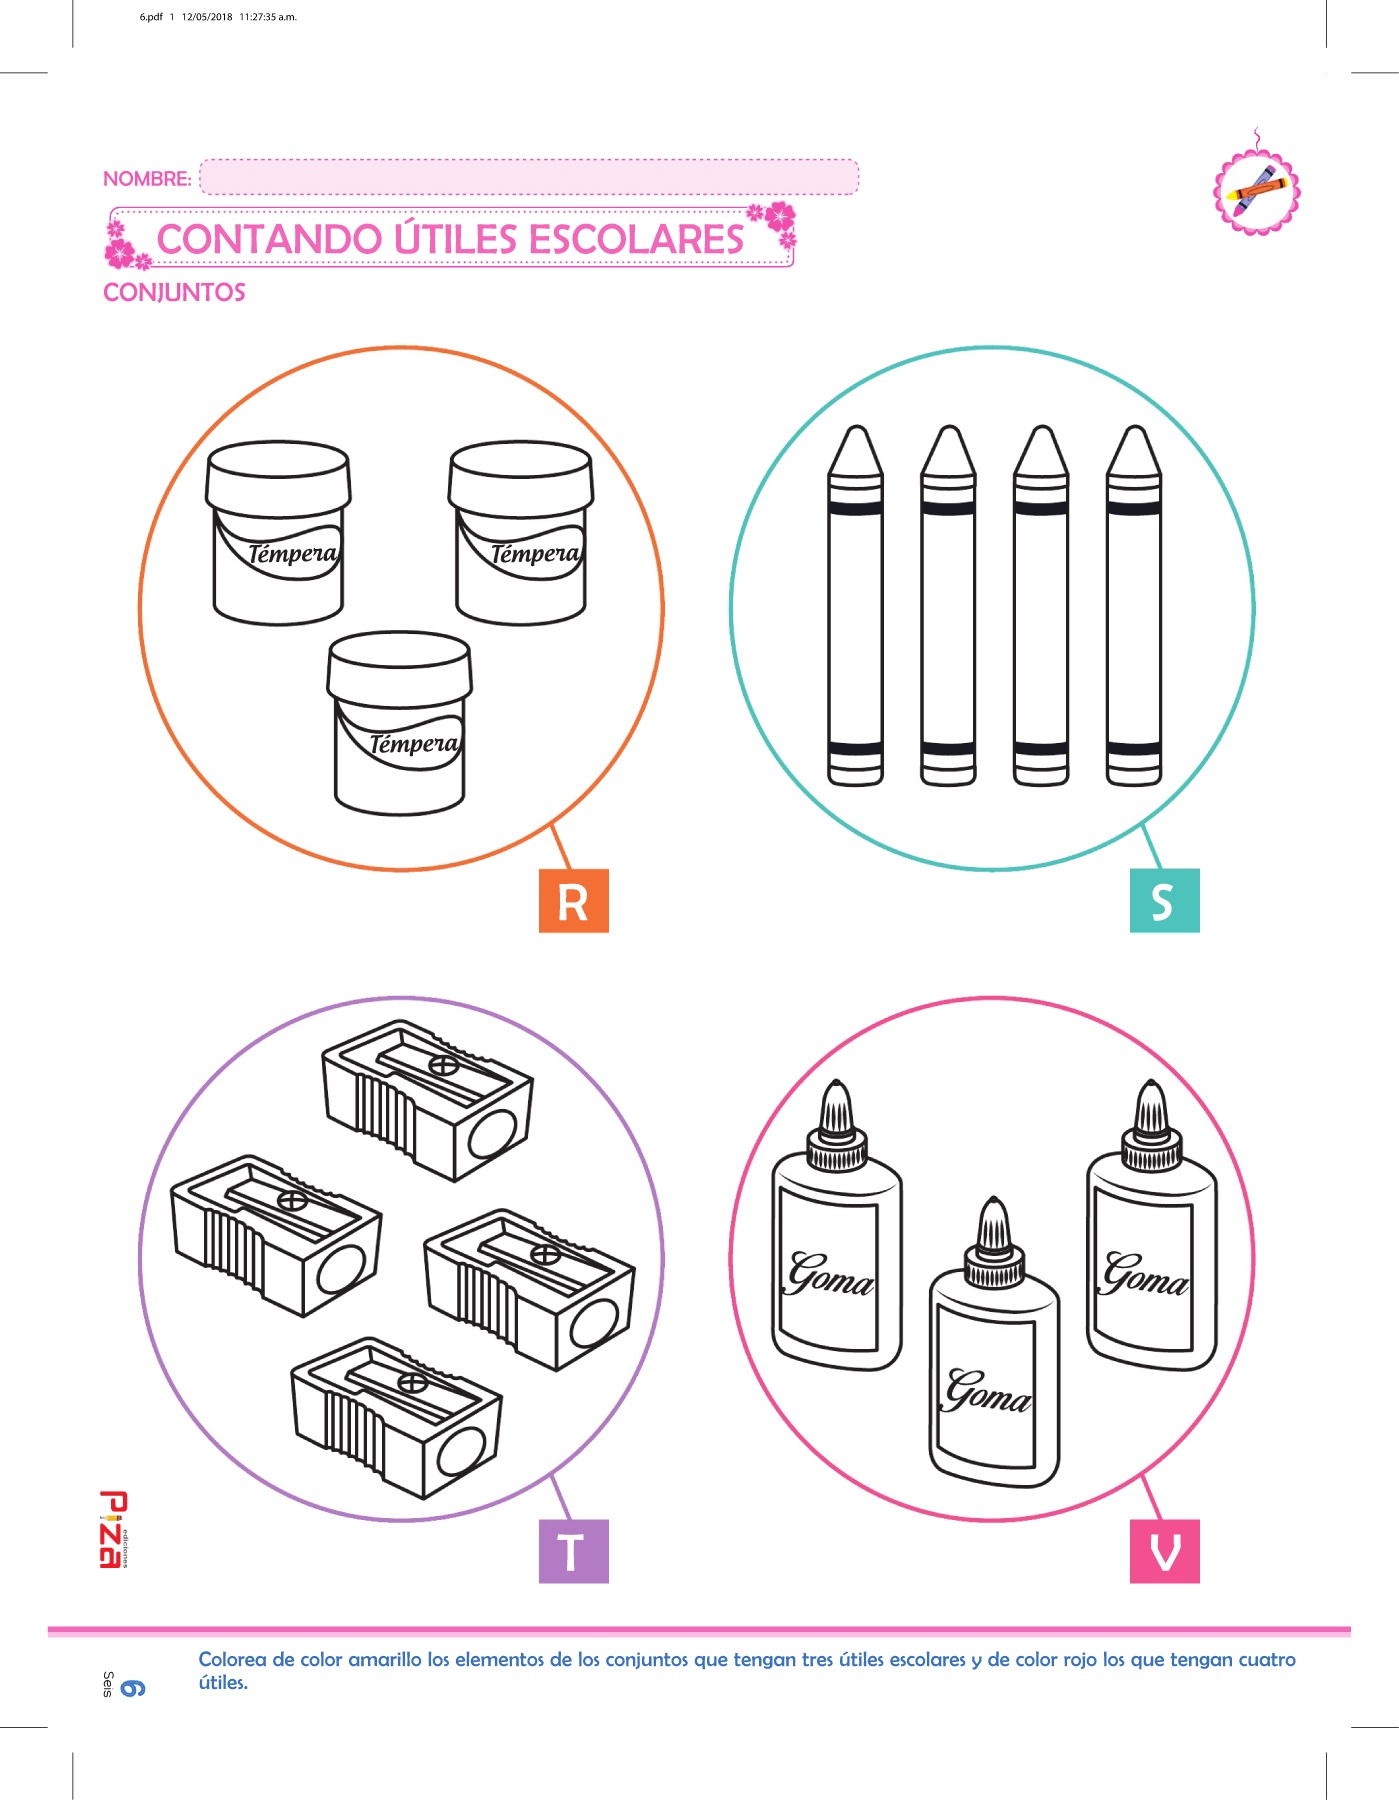 6.pdf 1 12/05/2018 11:27:35 a.m.
NOMBRE:
CONTANDO ÚTILES ESCOLARES
CONJUNTOS
Témpera Témpera
Témpera
R
S
Goma Goma
Goma
T
V
Piza
ediciones
Colorea de color amarillo los elementos de los conjuntos que tengan tres útiles escolares y de color rojo los que tengan cuatro
útiles.
6
Seis